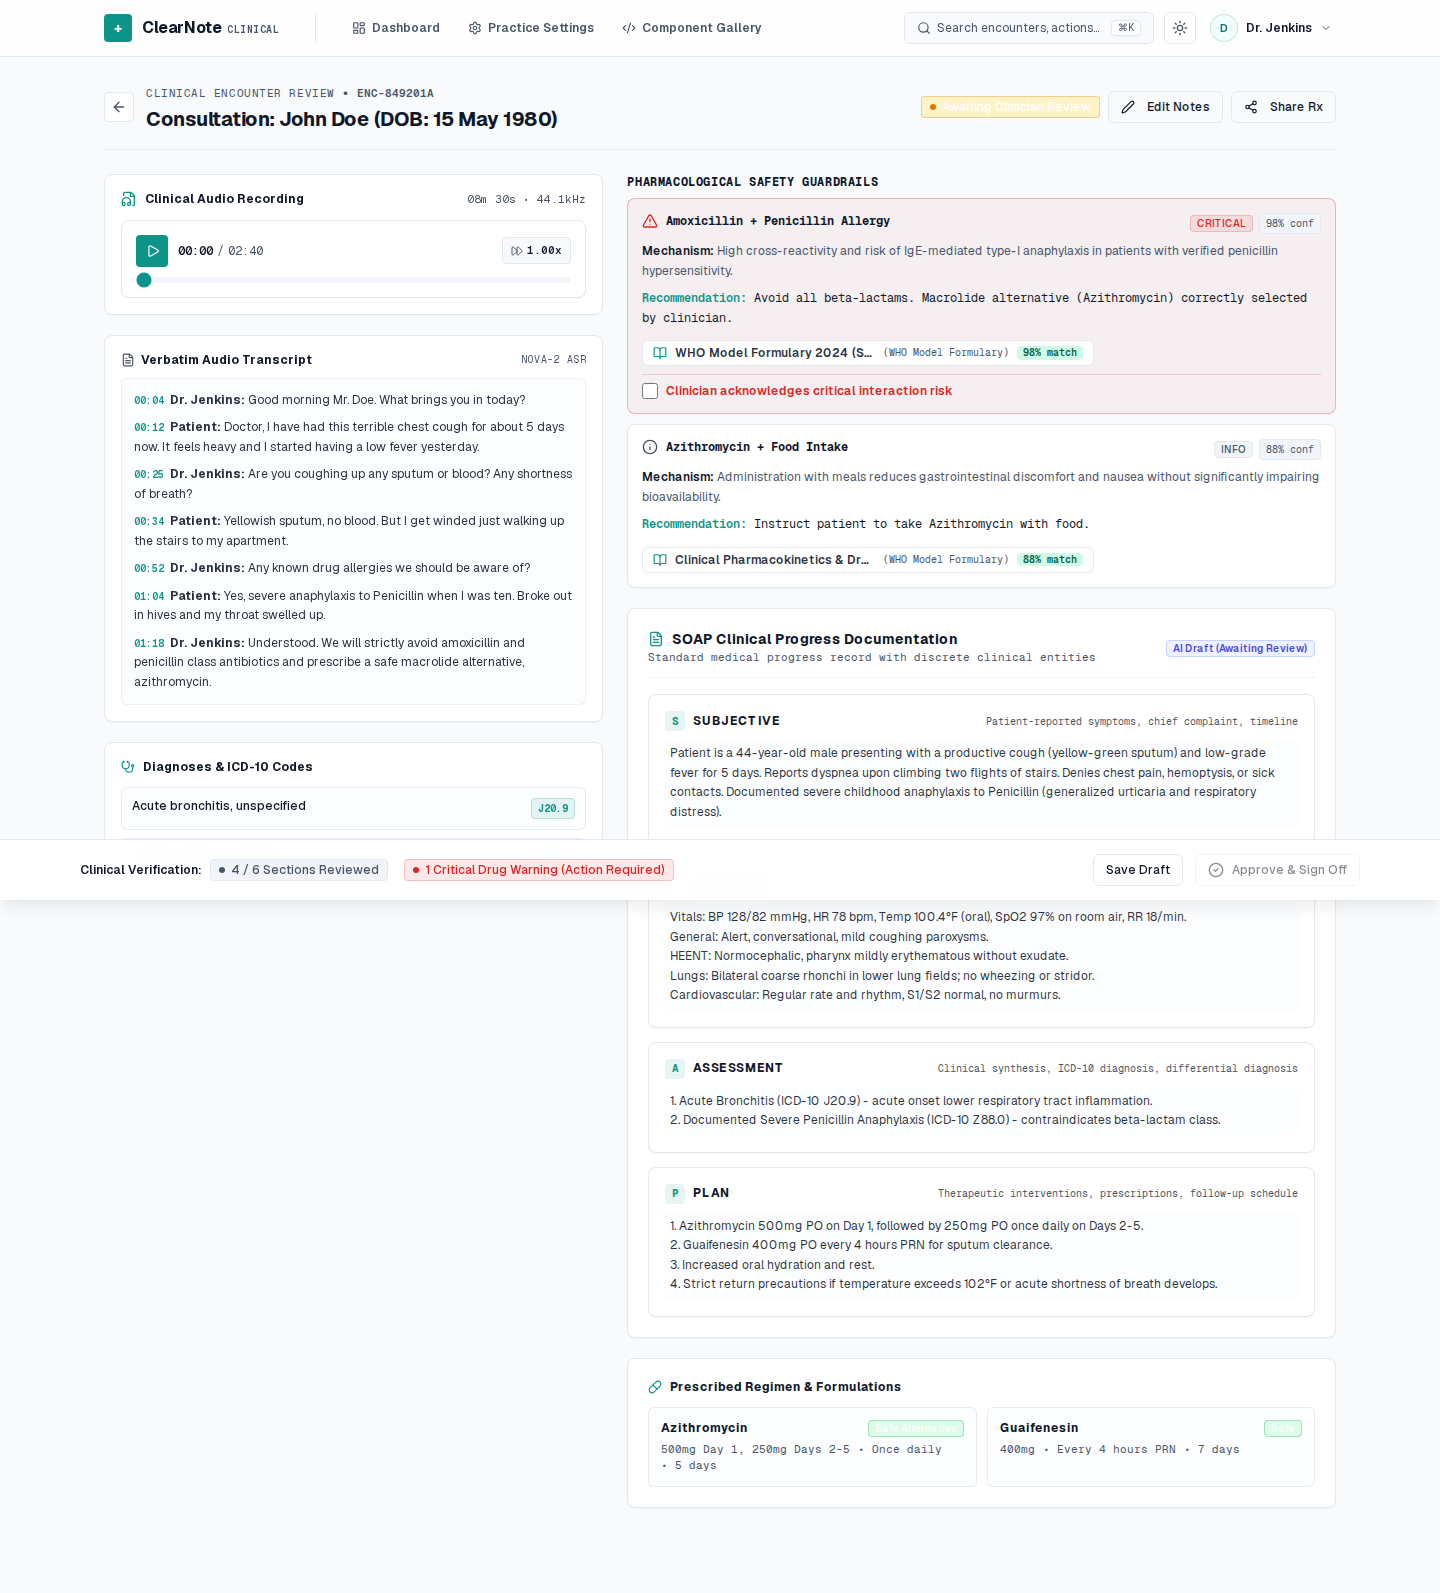 + ClearNote CLINICAL
Dashboard
Practice Settings
Component Gallery
Search encounters, actions... ⌘K
D Dr. Jenkins
CLINICAL ENCOUNTER REVIEW • ENC-849201A
Consultation: John Doe (DOB: 15 May 1980)
Awaiting Clinician Review
Edit Notes
Share Rx
Clinical Audio Recording
08m 30s • 44.1kHz
00:00 / 02:40
1.00x
Verbatim Audio Transcript
NOVA-2 ASR
00:04 Dr. Jenkins: Good morning Mr. Doe. What brings you in today?
00:12 Patient: Doctor, I have had this terrible chest cough for about 5 days
now. It feels heavy and I started having a low fever yesterday.
00:25 Dr. Jenkins: Are you coughing up any sputum or blood? Any shortness
of breath?
00:34 Patient: Yellowish sputum, no blood. But I get winded just walking up
the stairs to my apartment.
00:52 Dr. Jenkins: Any known drug allergies we should be aware of?
01:04 Patient: Yes, severe anaphylaxis to Penicillin when I was ten. Broke out
in hives and my throat swelled up.
01:18 Dr. Jenkins: Understood. We will strictly avoid amoxicillin and
penicillin class antibiotics and prescribe a safe macrolide alternative,
azithromycin.
Diagnoses & ICD-10 Codes
Acute bronchitis, unspecified
J20.9
PHARMACOLOGICAL SAFETY GUARDRAILS
Amoxicillin + Penicillin Allergy
CRITICAL
98% conf
Mechanism: High cross-reactivity and risk of IgE-mediated type-I anaphylaxis in patients with verified penicillin
hypersensitivity.
Recommendation: Avoid all beta-lactams. Macrolide alternative (Azithromycin) correctly selected
by clinician.
WHO Model Formulary 2024 (S... (WHO Model Formulary) 98% match
Clinician acknowledges critical interaction risk
Azithromycin + Food Intake
INFO
88% conf
Mechanism: Administration with meals reduces gastrointestinal discomfort and nausea without significantly impairing
bioavailability.
Recommendation: Instruct patient to take Azithromycin with food.
Clinical Pharmacokinetics & Dr... (WHO Model Formulary) 88% match
SOAP Clinical Progress Documentation
Standard medical progress record with discrete clinical entities
AI Draft (Awaiting Review)
S SUBJECTIVE
Patient-reported symptoms, chief complaint, timeline
Patient is a 44-year-old male presenting with a productive cough (yellow-green sputum) and low-grade
fever for 5 days. Reports dyspnea upon climbing two flights of stairs. Denies chest pain, hemoptysis, or sick
contacts. Documented severe childhood anaphylaxis to Penicillin (generalized urticaria and respiratory
distress).
Clinical Verification:
4 / 6 Sections Reviewed
1 Critical Drug Warning (Action Required)
Save Draft
Approve & Sign Off
Vitals: BP 128/82 mmHg, HR 78 bpm, Temp 100.4°F (oral), SpO2 97% on room air, RR 18/min.
General: Alert, conversational, mild coughing paroxysms.
HEENT: Normocephalic, pharynx mildly erythematous without exudate.
Lungs: Bilateral coarse rhonchi in lower lung fields; no wheezing or stridor.
Cardiovascular: Regular rate and rhythm, S1/S2 normal, no murmurs.
A ASSESSMENT
Clinical synthesis, ICD-10 diagnosis, differential diagnosis
1. Acute Bronchitis (ICD-10 J20.9) - acute onset lower respiratory tract inflammation.
2. Documented Severe Penicillin Anaphylaxis (ICD-10 Z88.0) - contraindicates beta-lactam class.
P PLAN
Therapeutic interventions, prescriptions, follow-up schedule
1. Azithromycin 500mg PO on Day 1, followed by 250mg PO once daily on Days 2-5.
2. Guaifenesin 400mg PO every 4 hours PRN for sputum clearance.
3. Increased oral hydration and rest.
4. Strict return precautions if temperature exceeds 102°F or acute shortness of breath develops.
Prescribed Regimen & Formulations
Azithromycin
Safe Alternative
500mg Day 1, 250mg Days 2-5 • Once daily
• 5 days
Guaifenesin
Safe
400mg • Every 4 hours PRN • 7 days